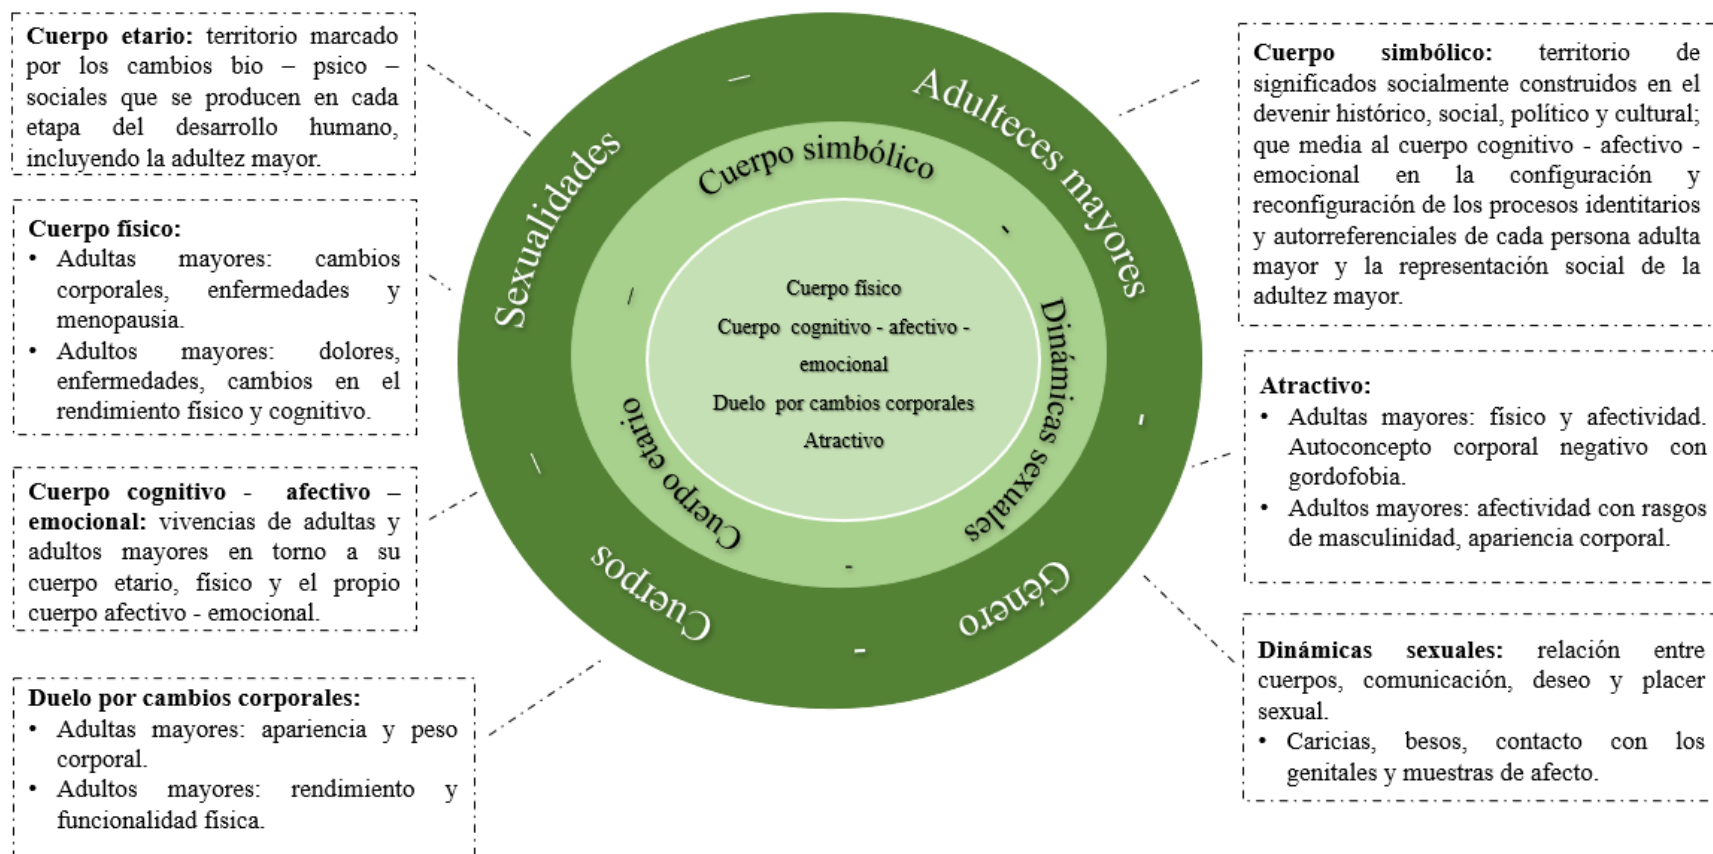 Cuerpo etario: territorio marcado
por los cambios bio – psico –
sociales que se producen en cada
etapa del desarrollo humano,
incluyendo la adultez mayor.
Cuerpo físico:
• Adultas mayores: cambios
corporales, enfermedades y
menopausia.
• Adultos mayores: dolores,
enfermedades, cambios en el
rendimiento físico y cognitivo.
Cuerpo cognitivo - afectivo –
emocional: vivencias de adultas y
adultos mayores en torno a su
cuerpo etario, físico y el propio
cuerpo afectivo - emocional.
Duelo por cambios corporales:
• Adultas mayores: apariencia y peso
corporal.
• Adultos mayores: rendimiento y
funcionalidad física.
Sexualidades
Adulteces mayores
Género
Cuerpos
Cuerpo simbólico
Dinámicas sexuales
Cuerpo etario
Cuerpo físico
Cuerpo cognitivo - afectivo -
emocional
Duelo por cambios corporales
Atractivo
Cuerpo simbólico: territorio de
significados socialmente construidos en el
devenir histórico, social, político y cultural;
que media al cuerpo cognitivo - afectivo -
emocional en la configuración y
reconfiguración de los procesos identitarios
y autorreferenciales de cada persona adulta
mayor y la representación social de la
adultez mayor.
Atractivo:
• Adultas mayores: físico y afectividad.
Autoconcepto corporal negativo con
gordofobia.
• Adultos mayores: afectividad con rasgos
de masculinidad, apariencia corporal.
Dinámicas sexuales: relación entre
cuerpos, comunicación, deseo y placer
sexual.
• Caricias, besos, contacto con los
genitales y muestras de afecto.